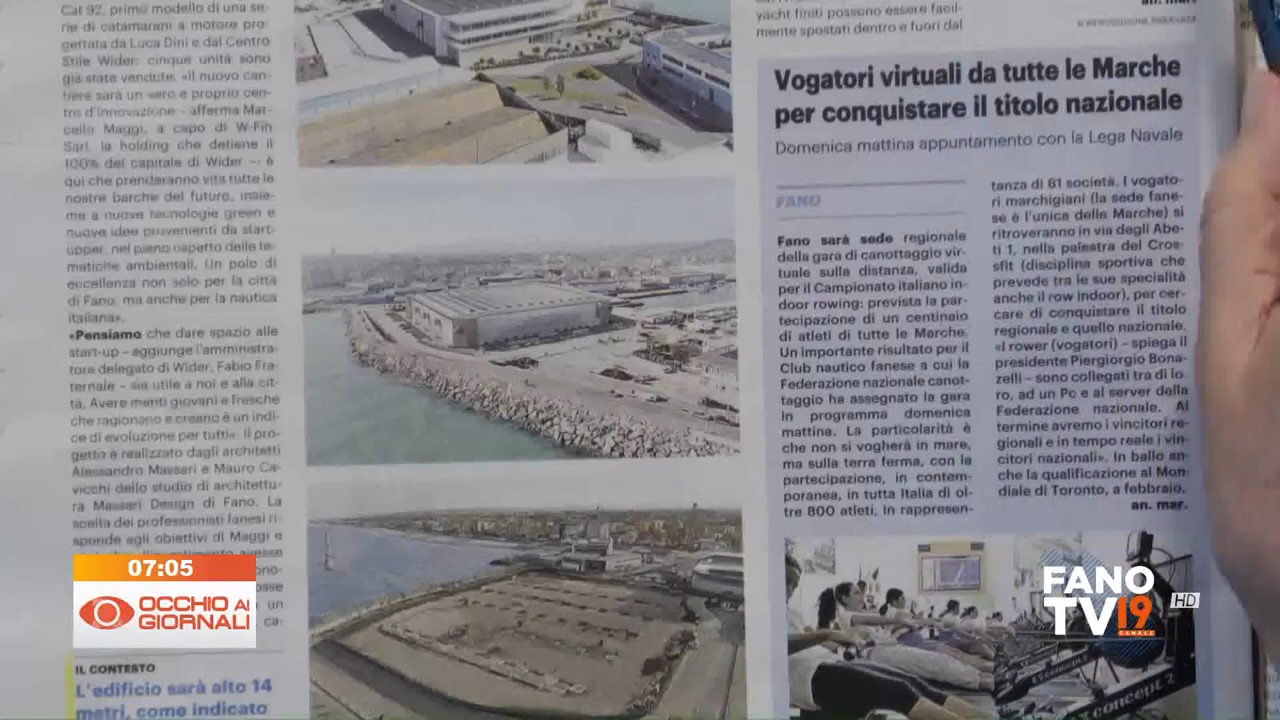 Cat 92, primo modello di una se-
rie di catamarani a motore pro-
gettata da Luca Dini e dal Centro
Stile Wider: cinque unità sono
già state vendute. «Il nuovo can-
tiere sarà un vero e proprio cen-
tro d'innovazione - afferma Mar-
cello Maggi, a capo di W-Fin
Sarl, la holding che detiene il
100% del capitale di Wider -: è
qui che prenderanno vita tutte le
nostre barche del futuro, insie-
me a nuove tecnologie green e
nuove idee provenienti da start-
upper, nel pieno rispetto delle te-
matiche ambientali. Un polo di
eccellenza non solo per la città
di Fano, ma anche per la nautica
italiana».
«Pensiamo che dare spazio alle
start-up - aggiunge l'amministra-
tore delegato di Wider, Fabio Fra-
ternale - sia utile a noi e alla cit-
tà. Avere menti giovani e fresche
che ragionano e creano è un indi-
ce di evoluzione per tutti». Il pro-
getto è realizzato dagli architetti
Alessandro Massari e Mauro Ca-
vicchi dello studio di architettu-
ra Massari Design di Fano. La
scelta dei professionisti fanesi ri-
sponde agli obiettivi di Maggi e
un
ca-
IL CONTESTO
L'edificio sarà alto 14
metri, come indicato
yacht finiti possono essere facil-
mente spostati dentro e fuori dal
an. mar.
© RIPRODUZIONE RISERVATA
Vogatori virtuali da tutte le Marche
per conquistare il titolo nazionale
Domenica mattina appuntamento con la Lega Navale
FANO
Fano sarà sede regionale
della gara di canottaggio vir-
tuale sulla distanza, valida
per il Campionato italiano in-
door rowing: prevista la par-
tecipazione di un centinaio
di atleti di tutte le Marche.
Un importante risultato per il
Club nautico fanese a cui la
Federazione nazionale canot-
taggio ha assegnato la gara
in programma domenica
mattina. La particolarità è
che non si vogherà in mare,
ma sulla terra ferma, con la
partecipazione, in contem-
poranea, in tutta Italia di ol-
tre 800 atleti, in rappresen-
tanza di 81 società. I vogato-
ri marchigiani (la sede fane-
se è l'unica delle Marche) si
ritroveranno in via degli Abe-
ti 1, nella palestra del Cros-
sfit (disciplina sportiva che
prevede tra le sue specialità
anche il row indoor), per cer-
care di conquistare il titolo
regionale e quello nazionale.
«I rower (vogatori) - spiega il
presidente Piergiorgio Bona-
zelli - sono collegati tra di lo-
ro, ad un Pc e al server della
Federazione nazionale. Al
termine avremo i vincitori re-
gionali e in tempo reale i vin-
citori nazionali». In ballo an-
che la qualificazione al Mon-
diale di Toronto, a febbraio.
an. mar.
concept 2
07:05
OCCHIO AI
GIORNALI
FANO
TV19
CANALE
HD